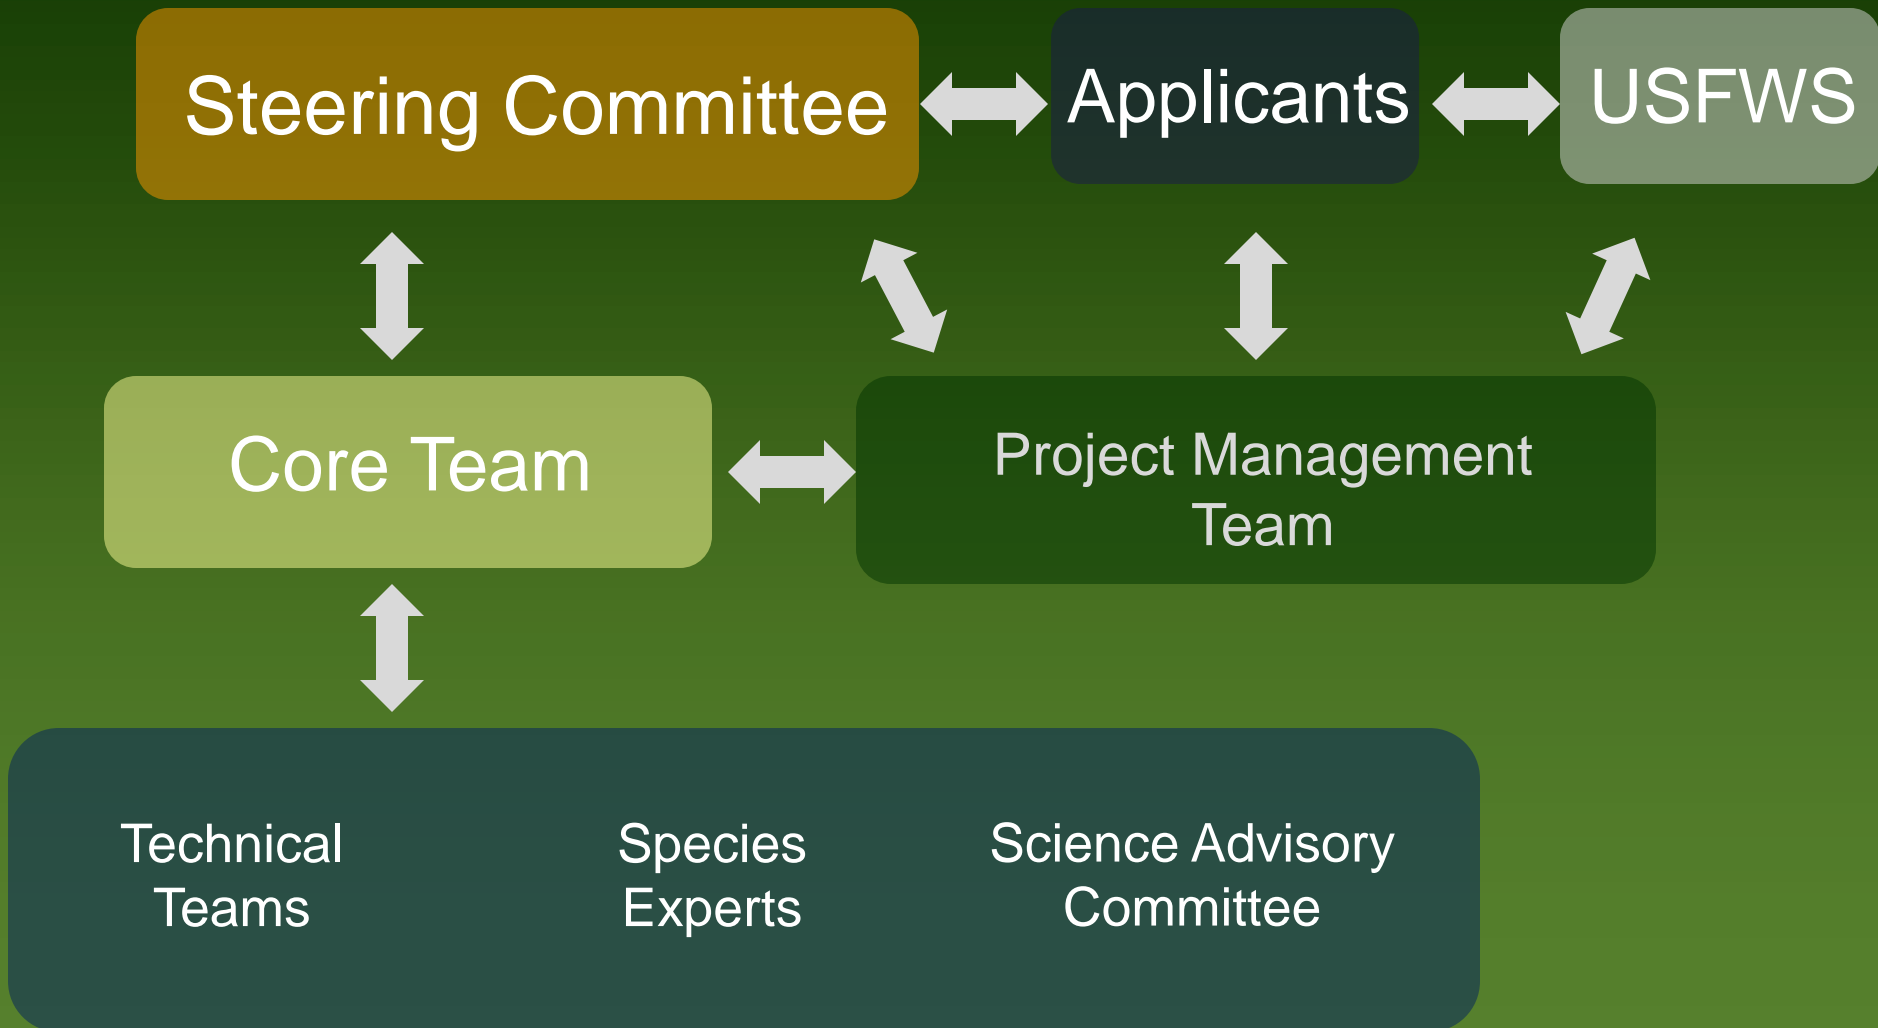 Steering Committee
Applicants
USFWS
Core Team
Project Management
Team
Technical
Teams
Species
Experts
Science Advisory
Committee